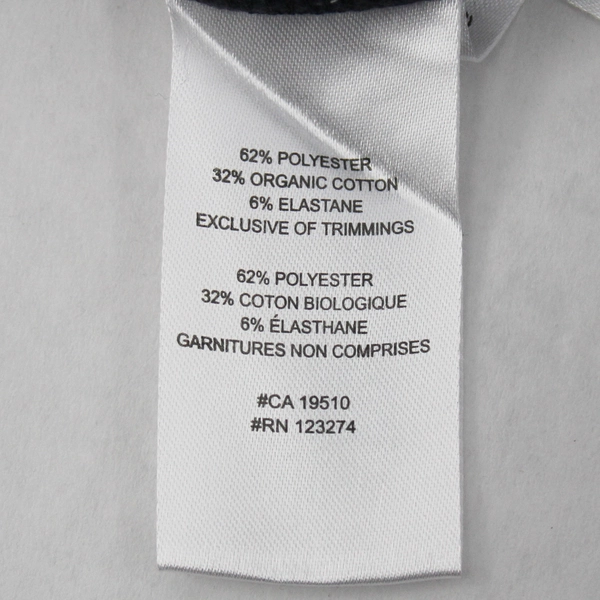 62% POLYESTER
32% ORGANIC COTTON
6% ELASTANE
EXCLUSIVE OF TRIMMINGS
62% POLYESTER
32% COTON BIOLOGIQUE
6% ÉLASTHANE
GARNITURES NON COMPRISES
#CA 19510
#RN 123274